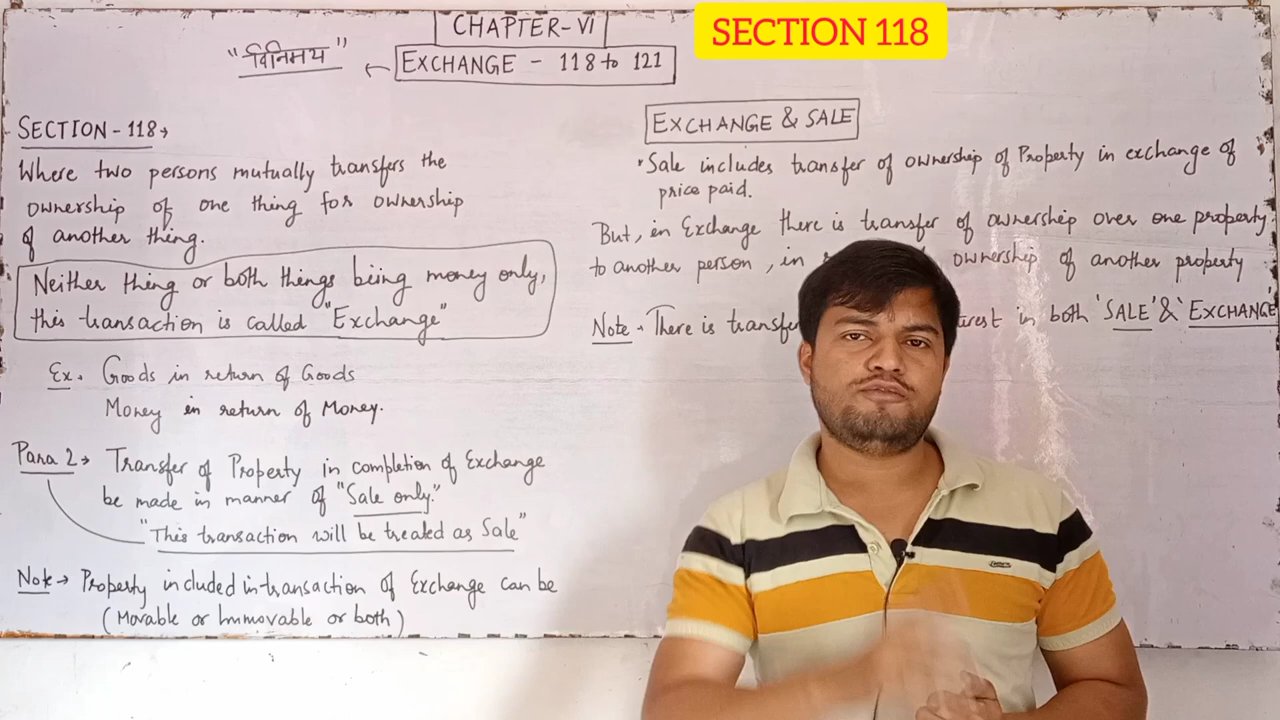 SECTION 118
CHAPTER-VI
"विनिमय"
EXCHANGE - 118 to 121
SECTION-118→
Where two persons mutually transfers the
ownership of one thing for ownership
of another thing.
Neither thing or both things being money only,
this transaction is called "Exchange"
Ex. Goods in return of Goods
Money in return of Money.
Para 2→ Transfer of Property in completion of Exchange
be made in manner of "Sale only."
"This transaction will be treated as Sale"
Note→ Property included in transaction of Exchange can be
(Movable or Immovable or both)
EXCHANGE & SALE
Sale includes transfer of ownership of Property in exchange of
price paid.
But, in Exchange there is transfer of ownership over one property
to another person, in ownership of another property
Note→ There is transfer in both 'SALE' & 'EXCHANGE'